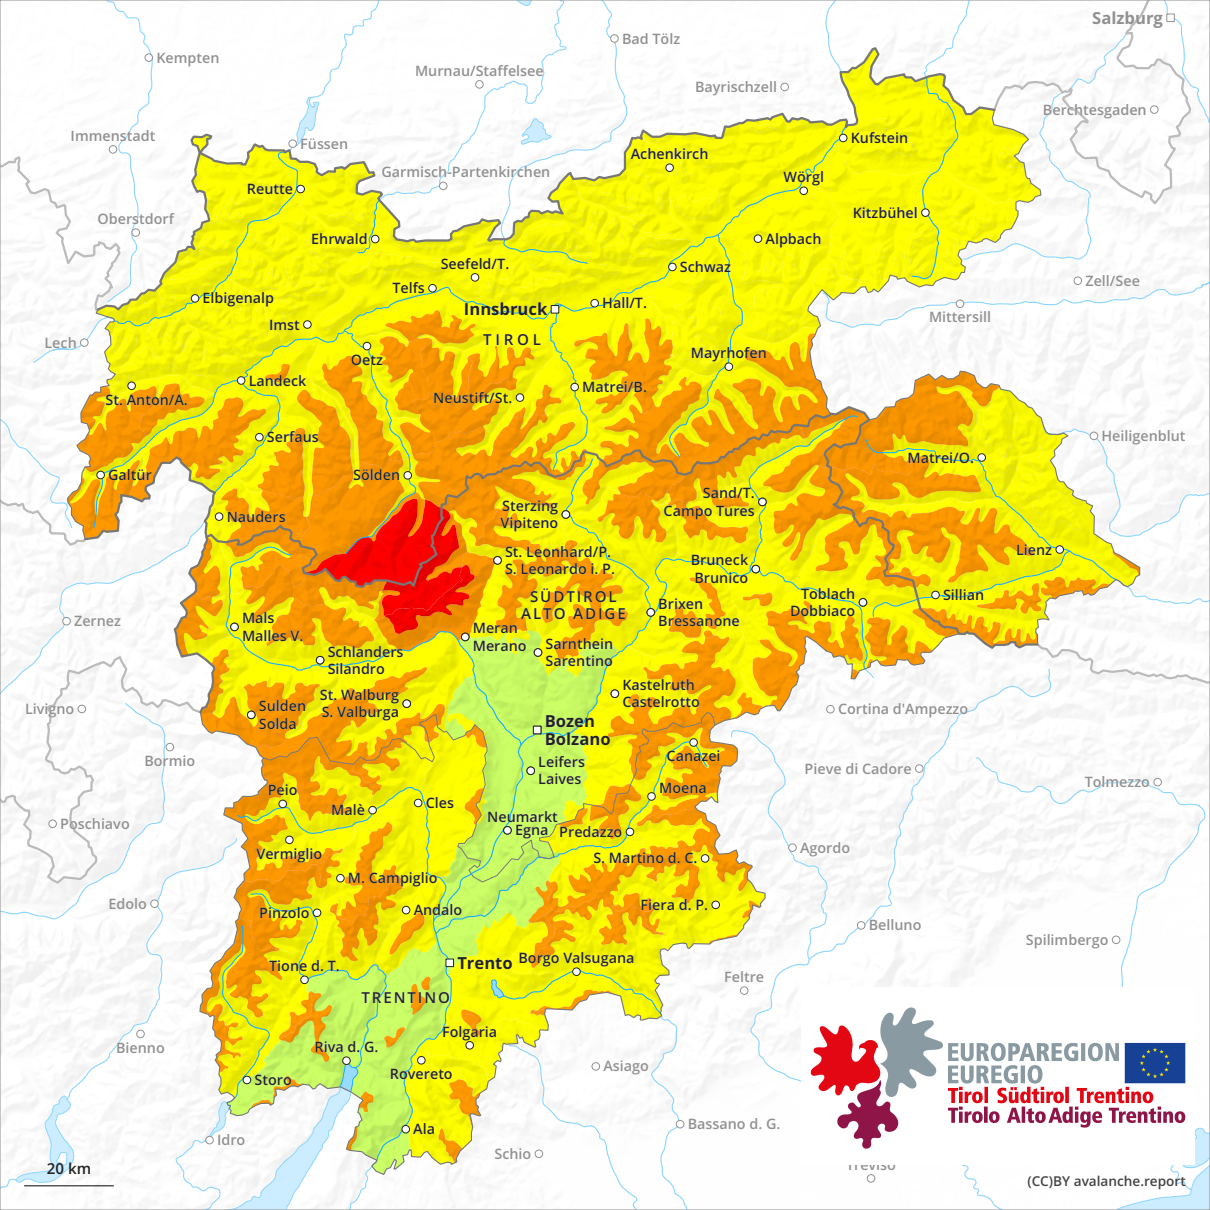 Salzburg
Bad Tölz
Kempten
Murnau/Staffelsee
Bayrischzell
Berchtesgaden
Immenstadt
Füssen
Kufstein
Achenkirch
Garmisch-Partenkirchen
Wörgl
Reutte
Kitzbühel
Oberstdorf
Ehrwald
Alpbach
Seefeld/T.
Schwaz
Zell/See
Telfs
Elbigenalp
Hall/T.
Innsbruck
Mittersill
Imst
TIROL
Lech
Oetz
Mayrhofen
Landeck
Matrei/B.
St. Anton/A.
Neustift/St.
Serfaus
Heiligenblut
Matrei/O.
Galtür
Sölden
Sand/T.
Campo Tures
Sterzing
Vipiteno
Nauders
St. Leonhard/P.
S. Leonardo i. P.
Lienz
Bruneck
Brunico
SÜDTIROL
ALTO ADIGE
Toblach
Dobbiaco
Sillian
Brixen
Bressanone
Zernez
Mals
Malles V.
Meran
Merano
Sarnthein
Sarentino
Schlanders
Silandro
Kastelruth
Castelrotto
St. Walburg
S. Valburga
Livigno
Sulden
Solda
Cortina d'Ampezzo
Bozen
Bolzano
Bormio
Canazei
Leifers
Laives
Pieve di Cadore
Tolmezzo
Peio
Moena
Malè
Cles
Poschiavo
Neumarkt
Egna
Predazzo
Vermiglio
S. Martino d. C.
Agordo
M. Campiglio
Edolo
Pinzolo
Andalo
Fiera d. P.
Belluno
Spilimbergo
Trento
Borgo Valsugana
Tione d. T.
Feltre
TRENTINO
Bienno
Folgaria
Riva d. G.
Asiago
Rovereto
Storo
EUROPAREGION
EUREGIO
Tirol Südtirol Trentino
Tirolo Alto Adige Trentino
Bassano d. G.
Ala
Idro
Schio
Treviso
20 km
(CC)BY avalanche.report